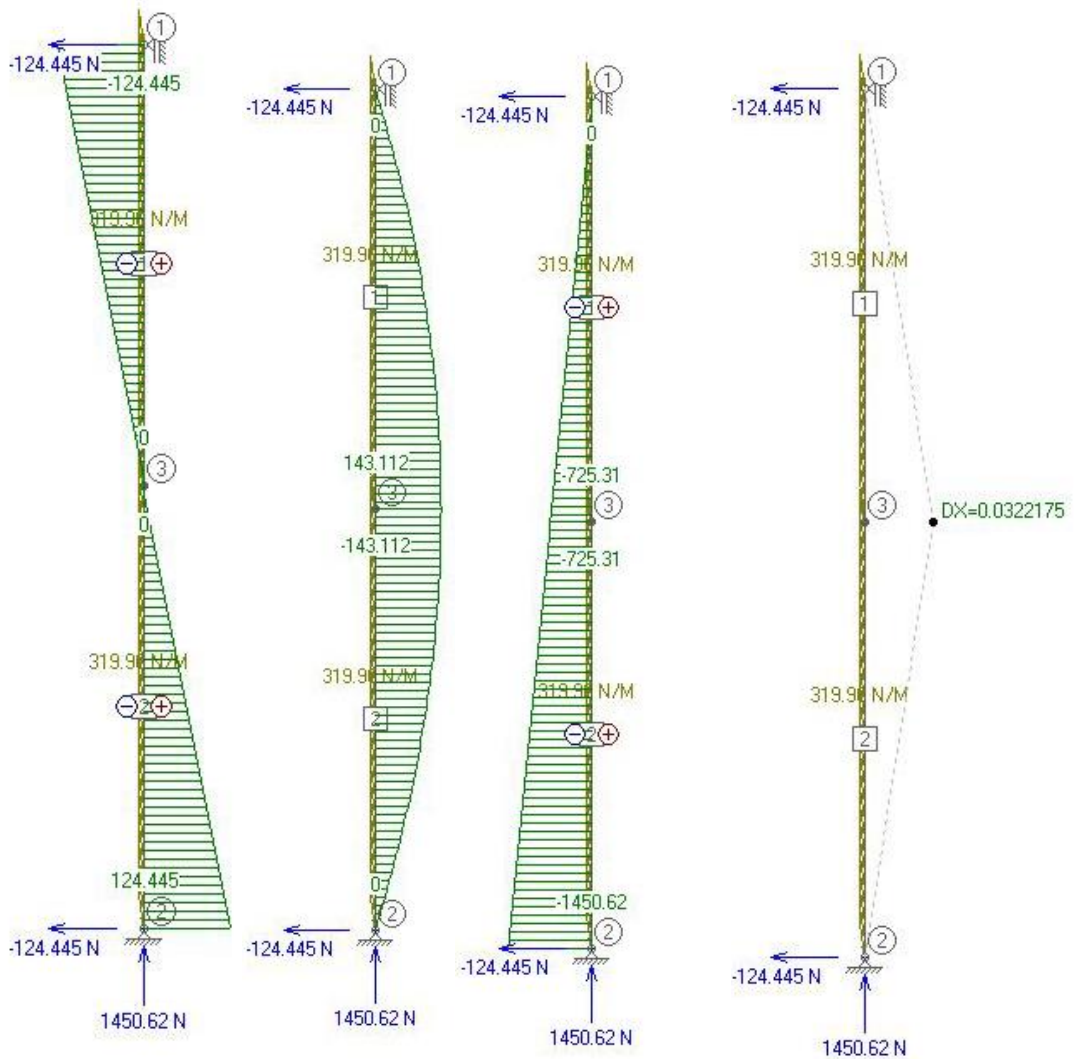 1
-124.445 N
-124.445
319.96 N/M
1
0
3
0
319.96 N/M
2
124.445
2
-124.445 N
1450.62 N
1
-124.445 N
0
319.96 N/M
1
143.112
3
-143.112
319.96 N/M
2
0
2
-124.445 N
1450.62 N
1
-124.445 N
0
319.96 N/M
1
-725.31
3
-725.31
319.96 N/M
2
-1450.62
2
-124.445 N
1450.62 N
1
-124.445 N
319.96 N/M
1
3
DX=0.0322175
319.96 N/M
2
2
-124.445 N
1450.62 N